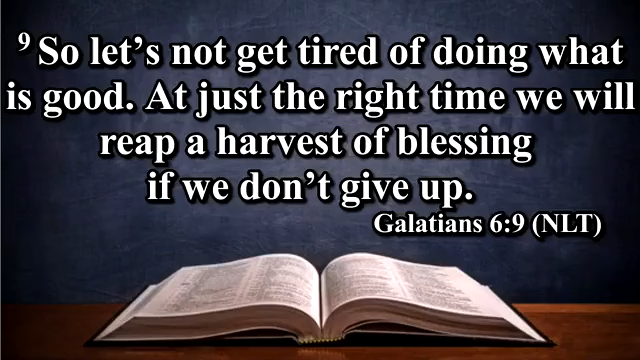 9 So let’s not get tired of doing what
is good. At just the right time we will
reap a harvest of blessing
if we don’t give up.
Galatians 6:9 (NLT)